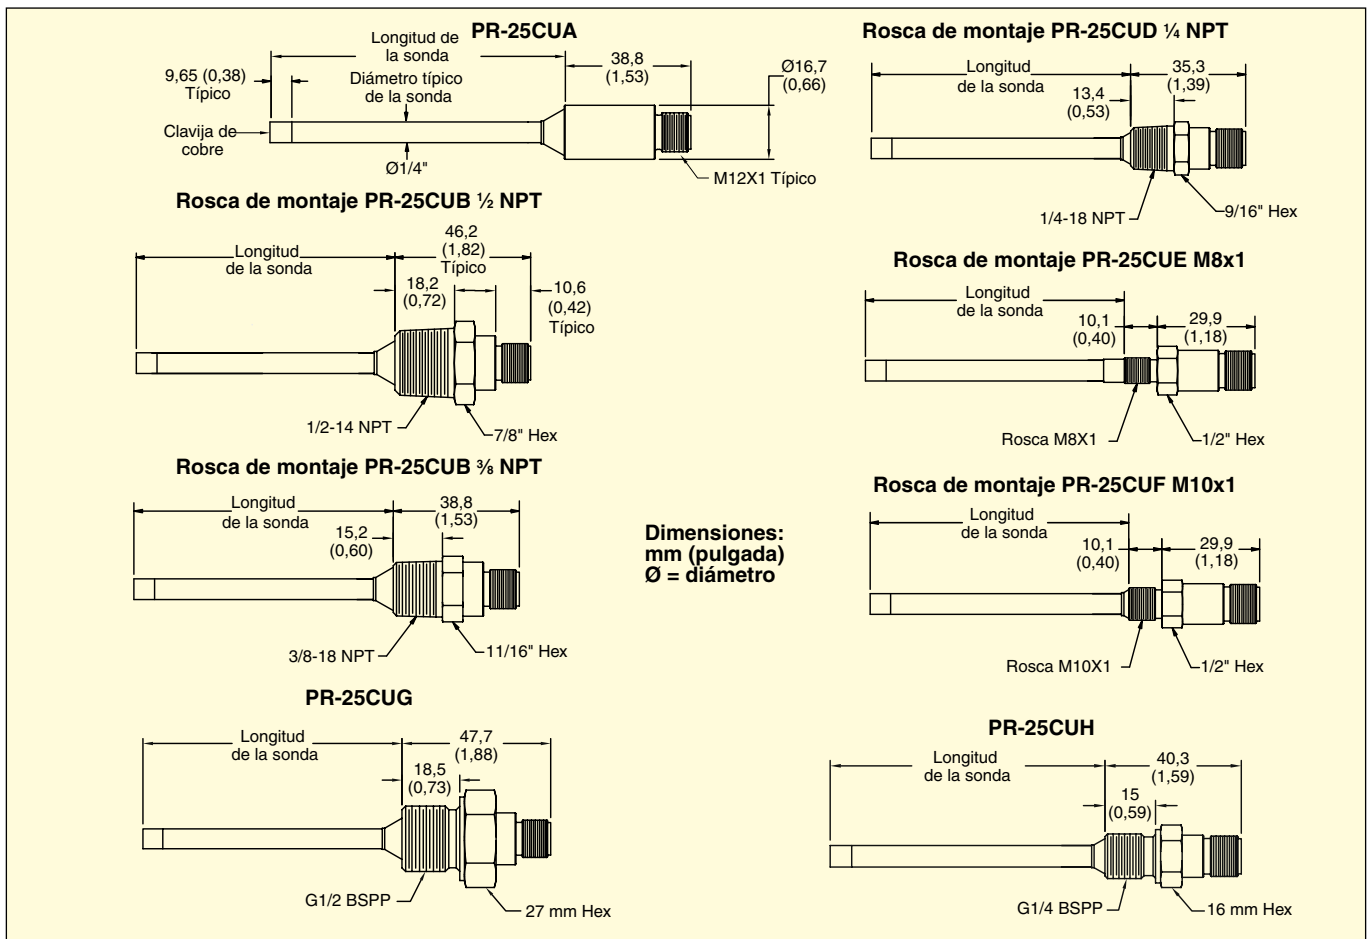 PR-25CUA
Longitud de
la sonda
38,8
(1,53)
Ø16,7
(0,66)
9,65 (0,38)
Típico
Diámetro típico
de la sonda
Clavija de
cobre
Ø1/4"
M12X1 Típico
Rosca de montaje PR-25CUD ¼ NPT
Longitud
de la sonda
35,3
(1,39)
13,4
(0,53)
1/4-18 NPT
9/16" Hex
Rosca de montaje PR-25CUB ½ NPT
Longitud
de la sonda
46,2
(1,82)
Típico
18,2
(0,72)
10,6
(0,42)
Típico
1/2-14 NPT
7/8" Hex
Rosca de montaje PR-25CUE M8x1
Longitud
de la sonda
10,1
(0,40)
29,9
(1,18)
Rosca M8X1
1/2" Hex
Rosca de montaje PR-25CUB ⅜ NPT
Longitud
de la sonda
38,8
(1,53)
15,2
(0,60)
3/8-18 NPT
11/16" Hex
Dimensiones:
mm (pulgada)
Ø = diámetro
Rosca de montaje PR-25CUF M10x1
Longitud
de la sonda
10,1
(0,40)
29,9
(1,18)
Rosca M10X1
1/2" Hex
PR-25CUG
Longitud
de la sonda
47,7
(1,88)
18,5
(0,73)
G1/2 BSPP
27 mm Hex
PR-25CUH
Longitud
de la sonda
40,3
(1,59)
15
(0,59)
G1/4 BSPP
16 mm Hex